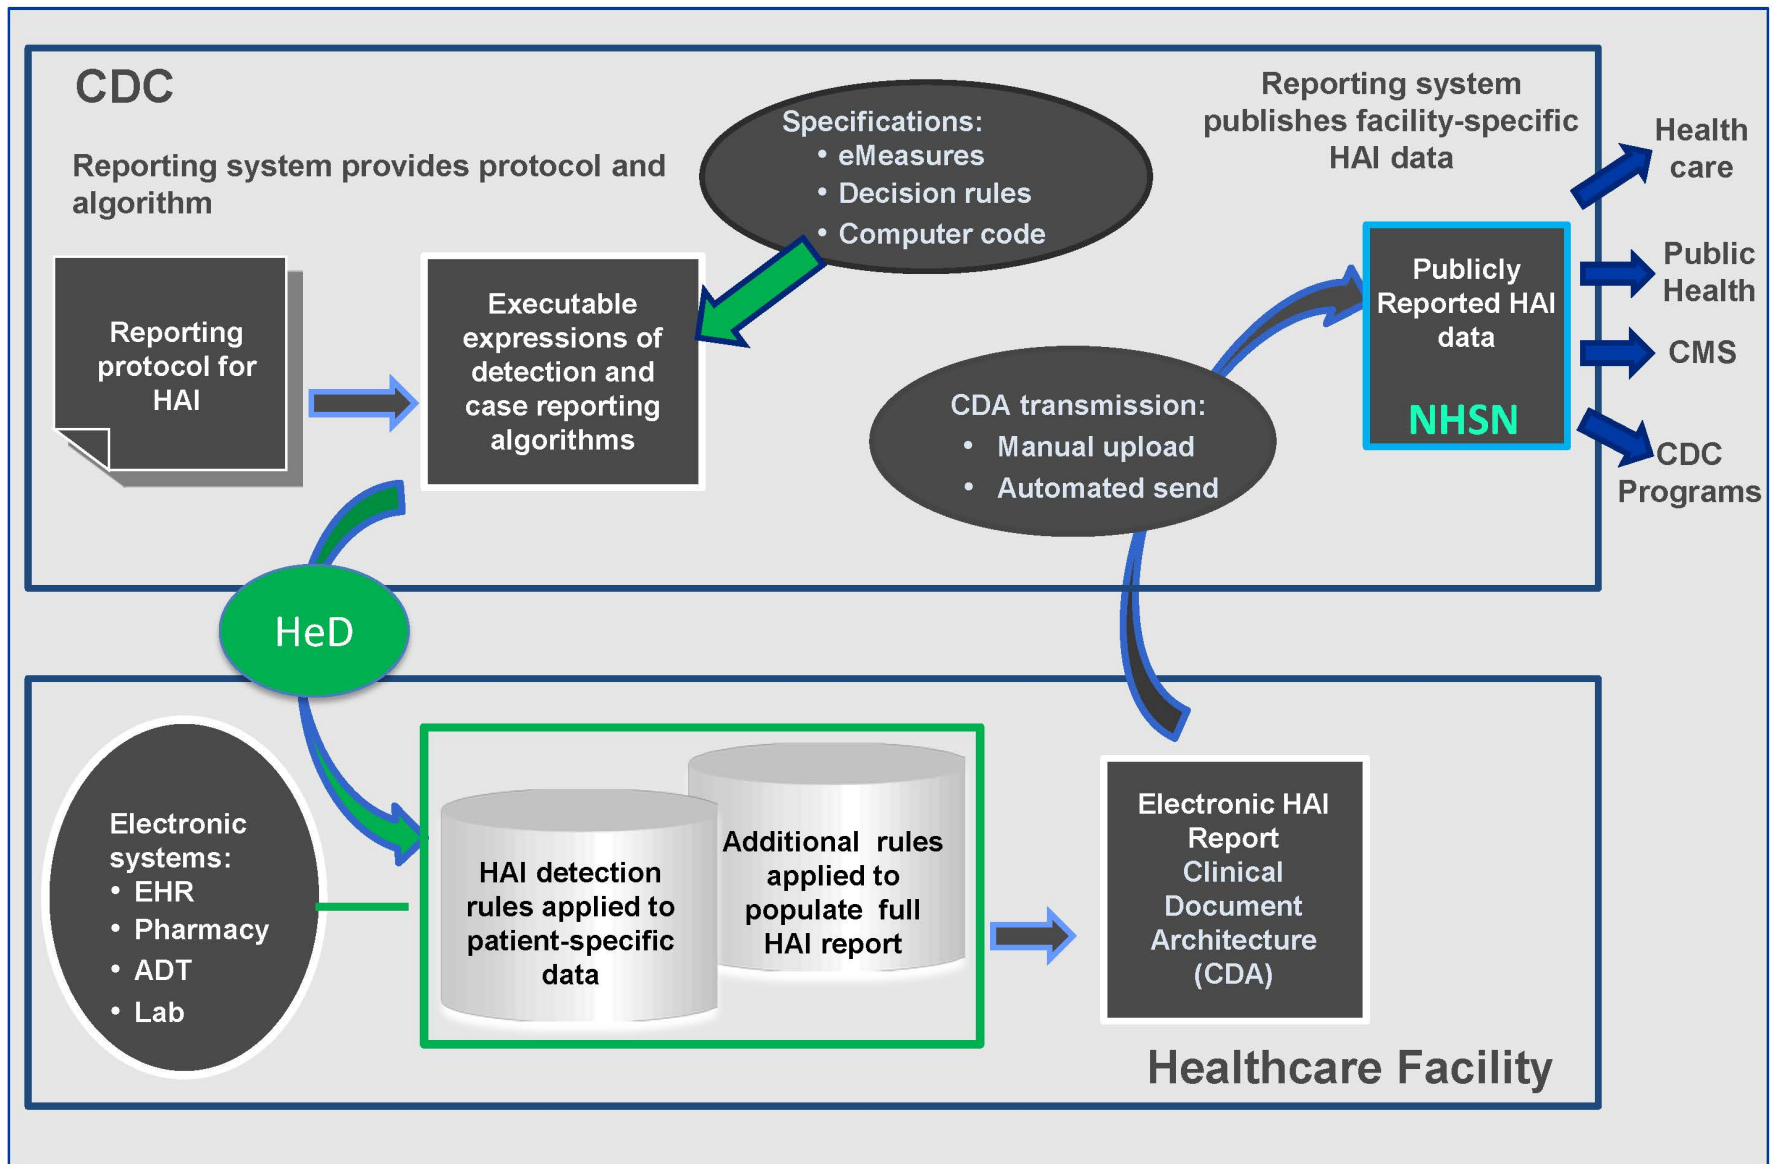 CDC
Reporting system provides protocol and
algorithm
Specifications:
• eMeasures
• Decision rules
• Computer code
Reporting system
publishes facility-specific
HAI data
Health
care
Public
Health
CMS
CDC
Programs
Reporting
protocol for
HAI
Executable
expressions of
detection and
case reporting
algorithms
CDA transmission:
• Manual upload
• Automated send
Publicly
Reported HAI
data
NHSN
HeD
Electronic
systems:
• EHR
• Pharmacy
• ADT
• Lab
HAI detection
rules applied to
patient-specific
data
Additional rules
applied to
populate full
HAI report
Electronic HAI
Report
Clinical
Document
Architecture
(CDA)
Healthcare Facility